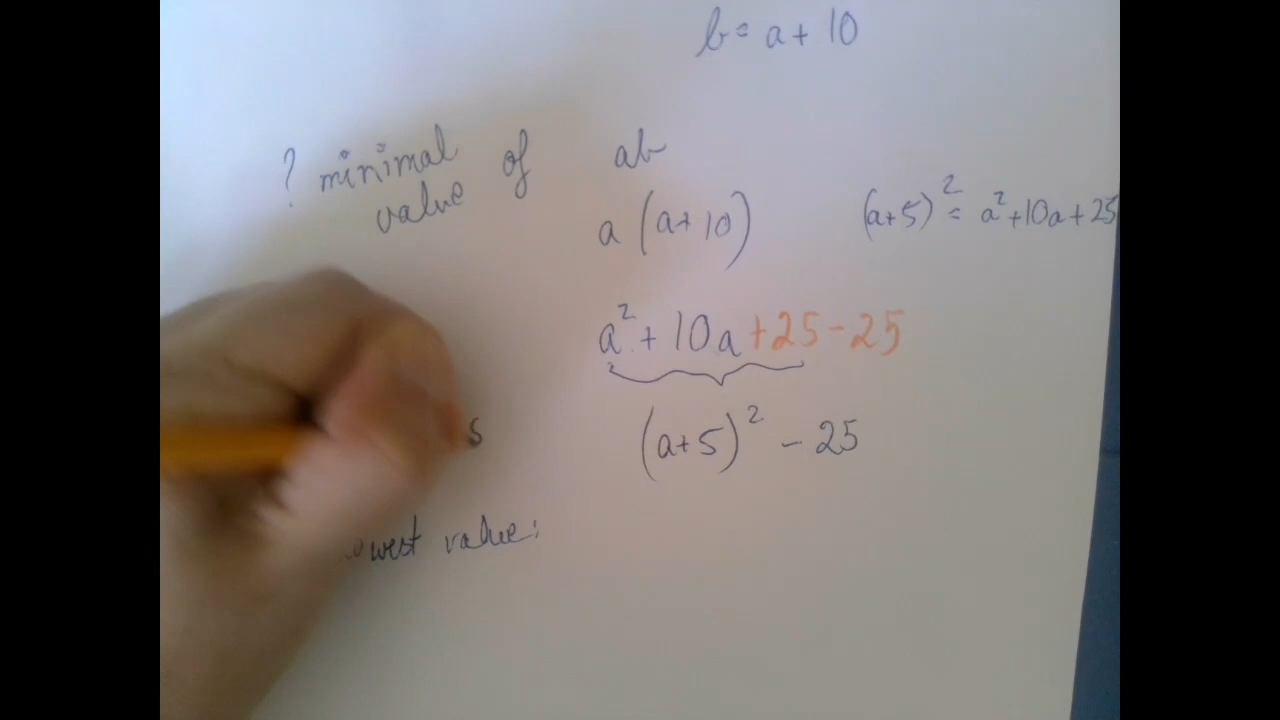 b = a + 10
? minimal value of ab
a (a + 10)
(a+5)² = a² + 10a + 25
a² + 10a + 25 - 25
(a+5)² - 25
value: